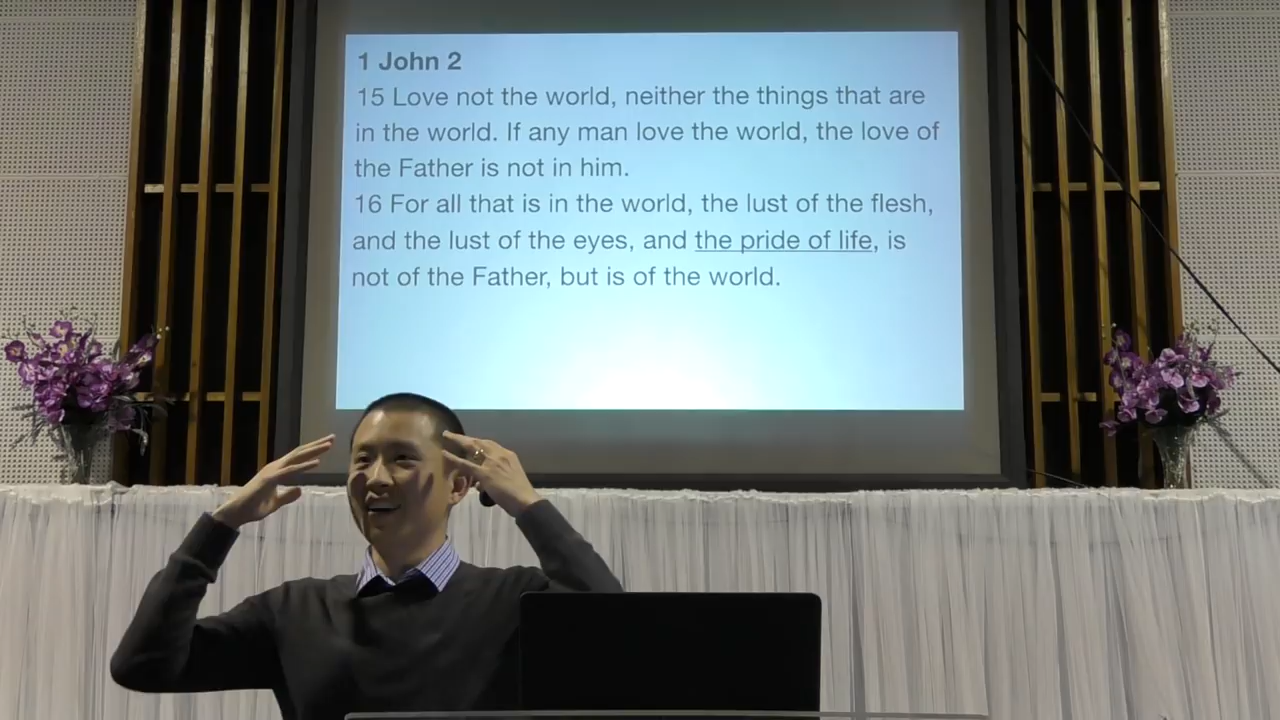 1 John 2
15 Love not the world, neither the things that are
in the world. If any man love the world, the love of
the Father is not in him.
16 For all that is in the world, the lust of the flesh,
and the lust of the eyes, and the pride of life, is
not of the Father, but is of the world.